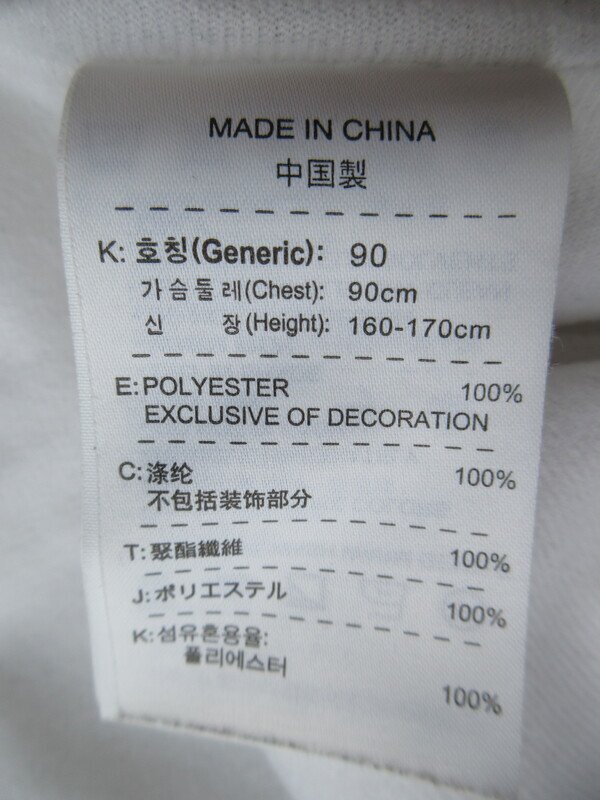 MADE IN CHINA
中国製
K: 호칭(Generic): 90
가슴둘레(Chest): 90cm
신 장(Height): 160-170cm
E: POLYESTER 100%
EXCLUSIVE OF DECORATION
C: 涤纶 100%
不包括装饰部分
T: 聚酯纖維 100%
J: ポリエステル 100%
K: 섬유혼용율:
폴리에스터 100%